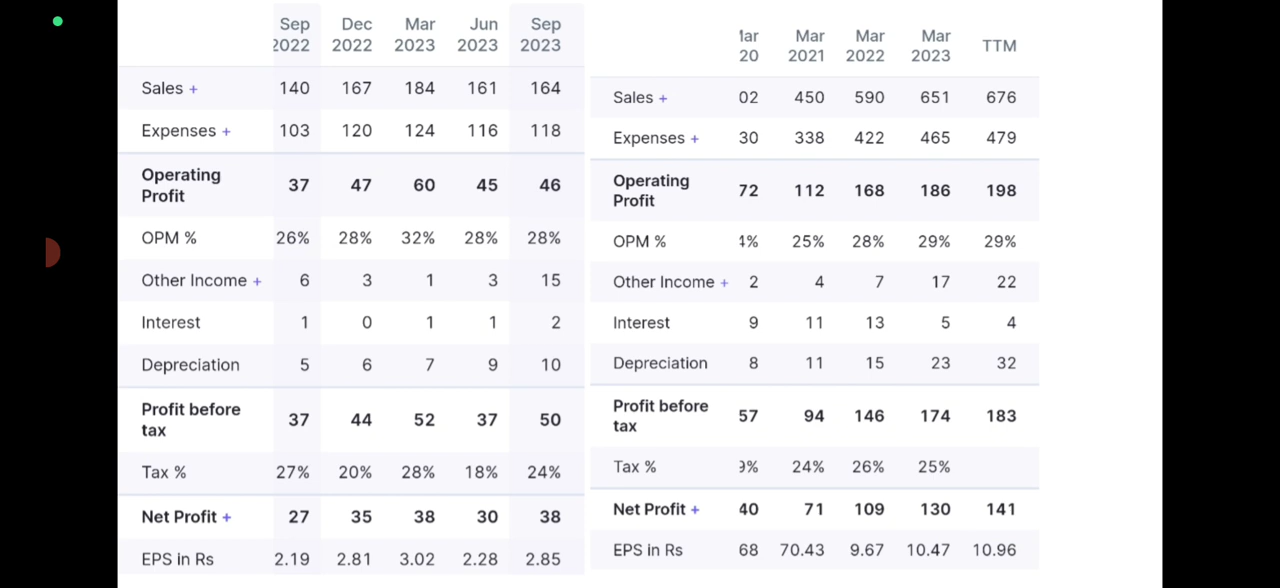 Sep 2022 Dec 2022 Mar 2023 Jun 2023 Sep 2023
Sales + 140 167 184 161 164
Expenses + 103 120 124 116 118
Operating Profit 37 47 60 45 46
OPM % 26% 28% 32% 28% 28%
Other Income + 6 3 1 3 15
Interest 1 0 1 1 2
Depreciation 5 6 7 9 10
Profit before tax 37 44 52 37 50
Tax % 27% 20% 28% 18% 24%
Net Profit + 27 35 38 30 38
EPS in Rs 2.19 2.81 3.02 2.28 2.85
20 Mar 2021 Mar 2022 Mar 2023 TTM
Sales + 02 450 590 651 676
Expenses + 30 338 422 465 479
Operating Profit 72 112 168 186 198
OPM % 25% 28% 29% 29%
Other Income + 2 4 7 17 22
Interest 9 11 13 5 4
Depreciation 8 11 15 23 32
Profit before tax 57 94 146 174 183
Tax % 24% 26% 25%
Net Profit + 40 71 109 130 141
EPS in Rs 68 70.43 9.67 10.47 10.96